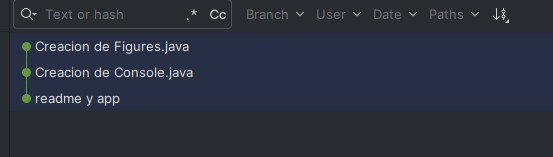 Text or hash .* Cc Branch User Date Paths
Creacion de Figures.java
Creacion de Console.java
readme y app